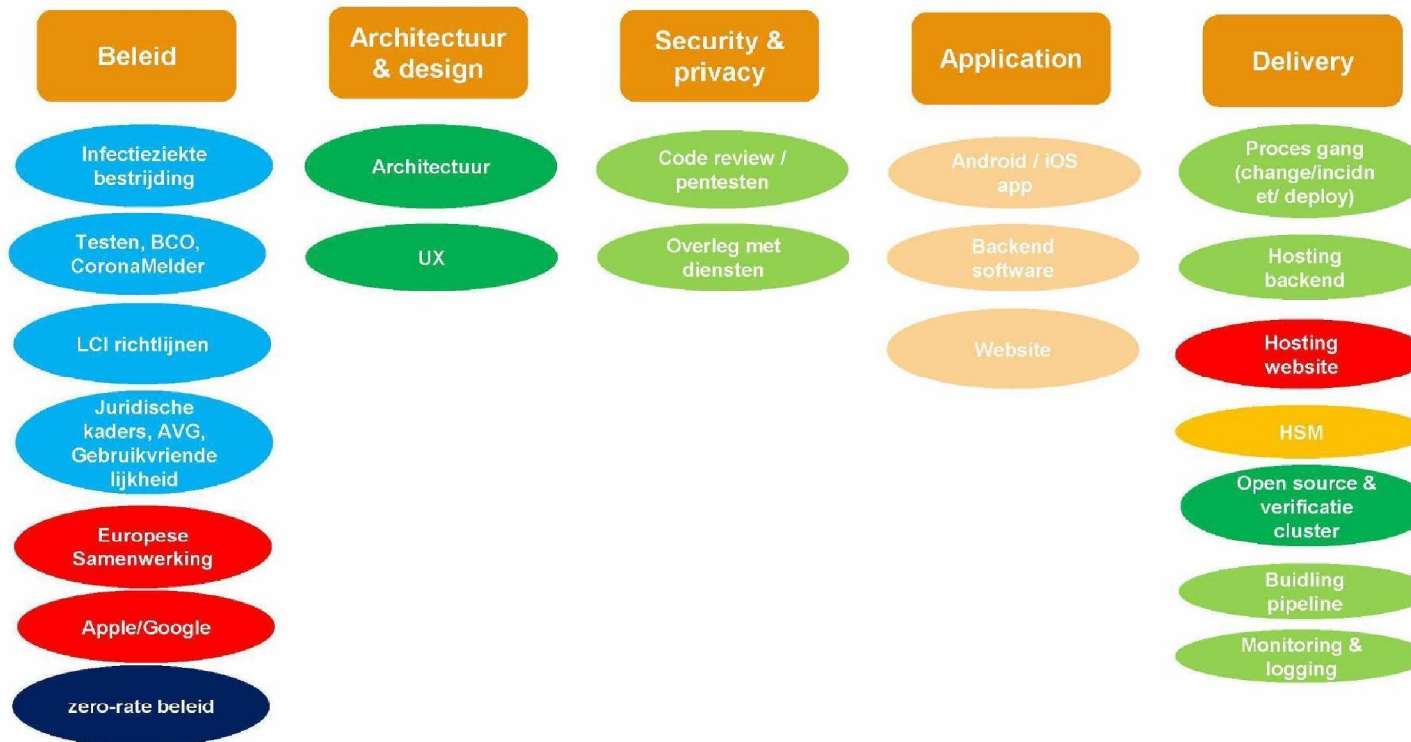 Beleid
Infectieziekte
bestrijding
Testen, BCO,
CoronaMelder
LCI richtlijnen
Juridische
kaders, AVG,
Gebruikvriende
lijkheid
Europese
Samenwerking
Apple/Google
zero-rate beleid
Architectuur
& design
Architectuur
UX
Security &
privacy
Code review /
pentesten
Overleg met
diensten
Application
Android / iOS
app
Backend
software
Website
Delivery
Proces gang
(change/incidn
et/ deploy)
Hosting
backend
Hosting
website
HSM
Open source &
verificatie
cluster
Buidling
pipeline
Monitoring &
logging